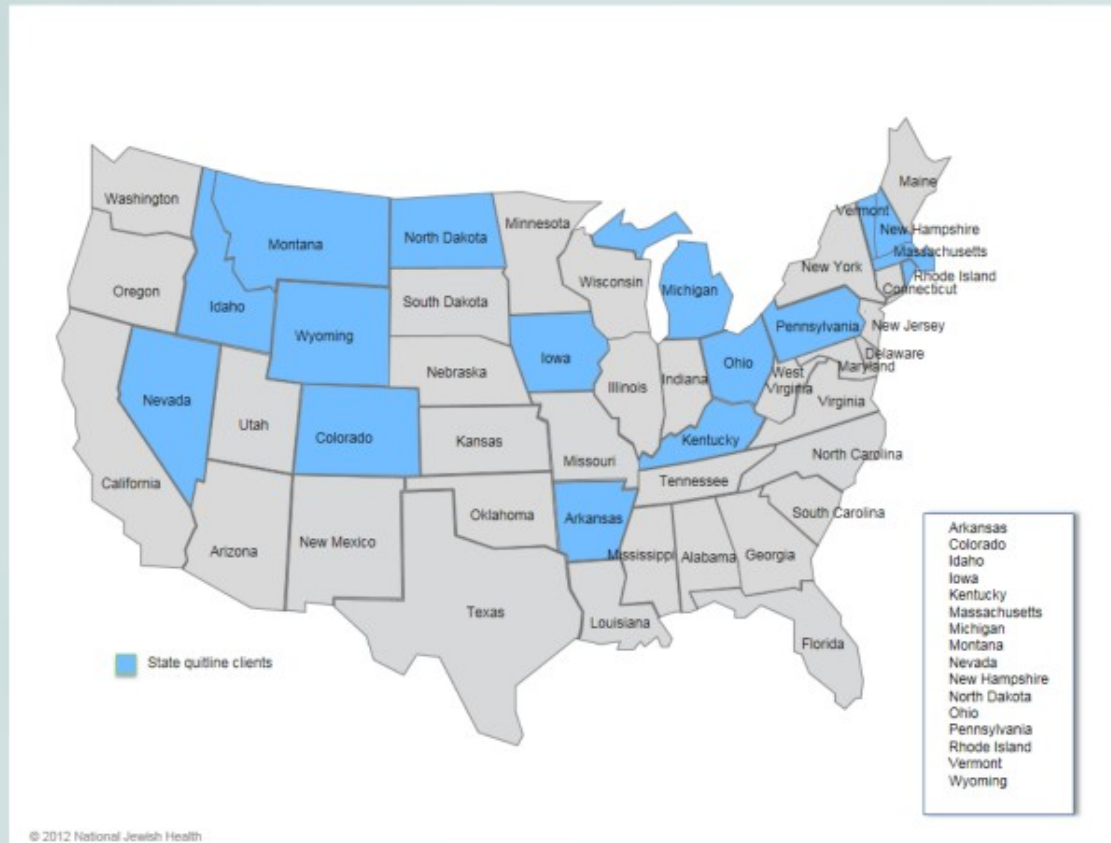 Maine
Washington
Vermont
Minnesota
New Hampshire
North Dakota
Montana
Massachusetts
New York
Rhode Island
Wisconsin
Connecticut
Oregon
Michigan
South Dakota
Idaho
Pennsylvania
New Jersey
Wyoming
Delaware
Iowa
Ohio
Maryland
West
Virginia
Nebraska
Indiana
Illinois
Nevada
Virginia
Utah
Colorado
Kansas
Kentucky
North Carolina
Missouri
California
Tennessee
South Carolina
Oklahoma
Arkansas
New Mexico
Arizona
Mississippi
Alabama
Georgia
Texas
Louisiana
Florida
State quitline clients
Arkansas
Colorado
Idaho
Iowa
Kentucky
Massachusetts
Michigan
Montana
Nevada
New Hampshire
North Dakota
Ohio
Pennsylvania
Rhode Island
Vermont
Wyoming
© 2012 National Jewish Health